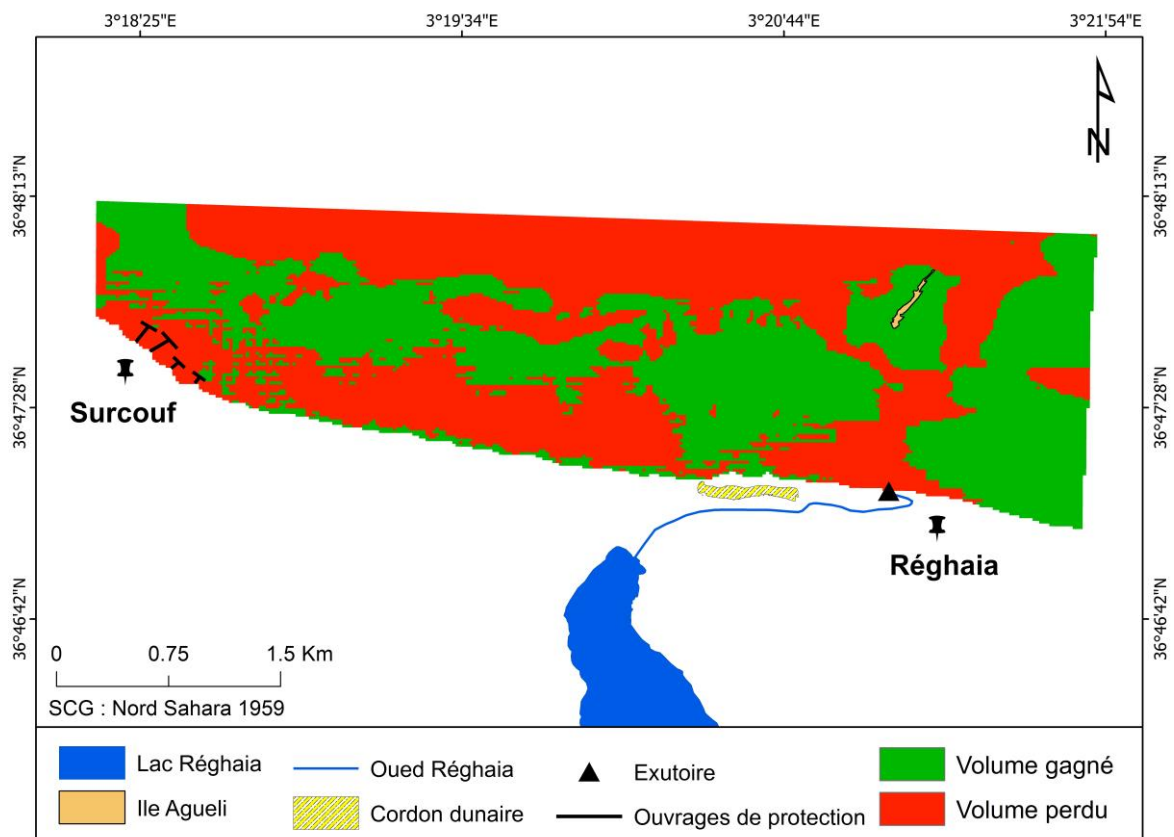 3°18'25"E
3°19'34"E
3°20'44"E
3°21'54"E
N
36°48'13"N
36°48'13"N
36°47'28"N
36°47'28"N
Surcouf
Réghaia
36°46'42"N
36°46'42"N
0 0.75 1.5 Km
SCG : Nord Sahara 1959
Lac Réghaia
Oued Réghaia
Exutoire
Volume gagné
Ile Agueli
Cordon dunaire
Ouvrages de protection
Volume perdu